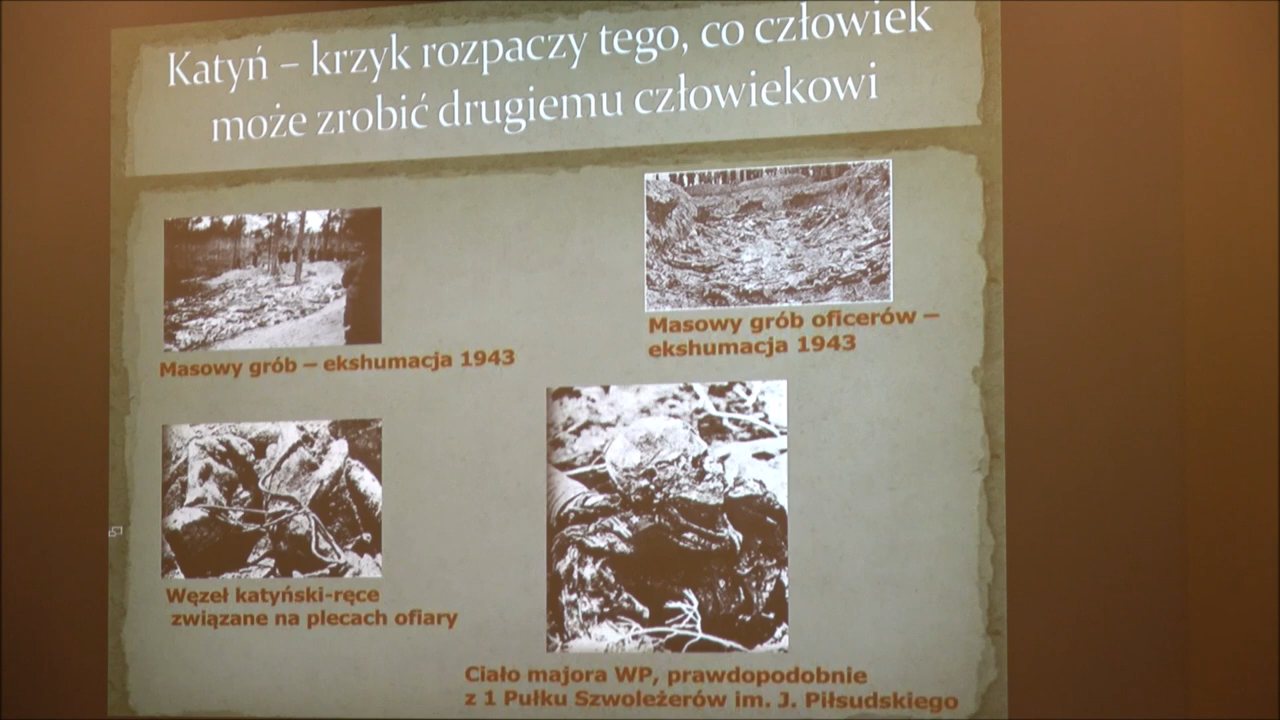 Katyń – krzyk rozpaczy tego, co człowiek
może zrobić drugiemu człowiekowi
Masowy grób – ekshumacja 1943
Masowy grób oficerów –
ekshumacja 1943
Węzeł katyński-ręce
związane na plecach ofiary
Ciało majora WP, prawdopodobnie
z 1 Pułku Szwoleżerów im. J. Piłsudskiego